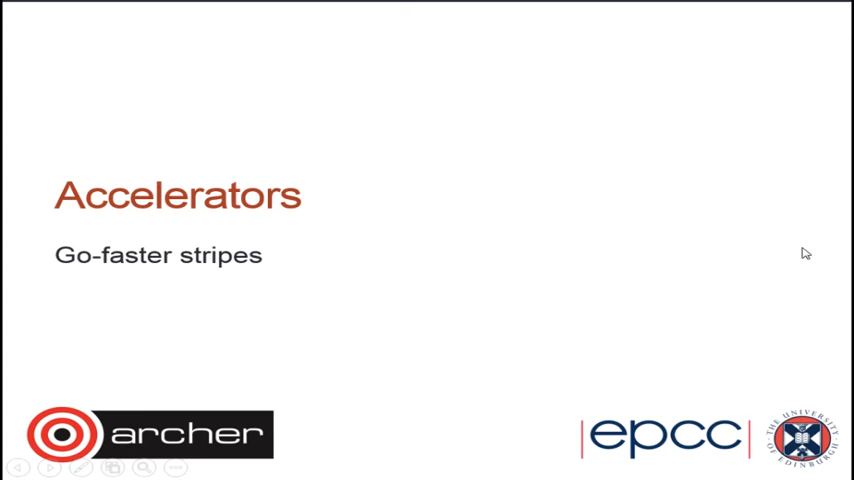 Accelerators
Go-faster stripes
archer
epcc
THE UNIVERSITY OF EDINBURGH